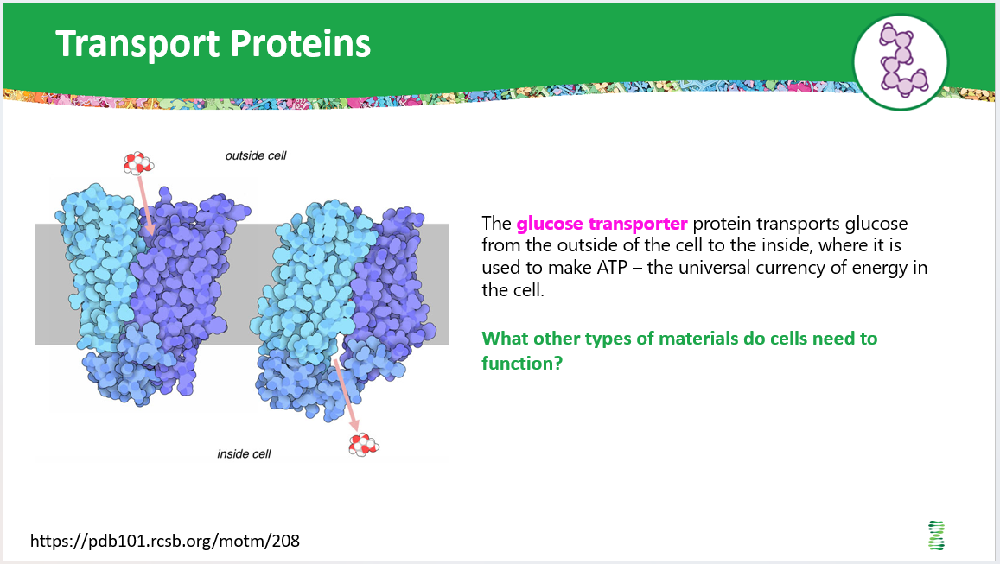 Transport Proteins
outside cell
The glucose transporter protein transports glucose
from the outside of the cell to the inside, where it is
used to make ATP – the universal currency of energy in
the cell.
What other types of materials do cells need to
function?
inside cell
https://pdb101.rcsb.org/motm/208